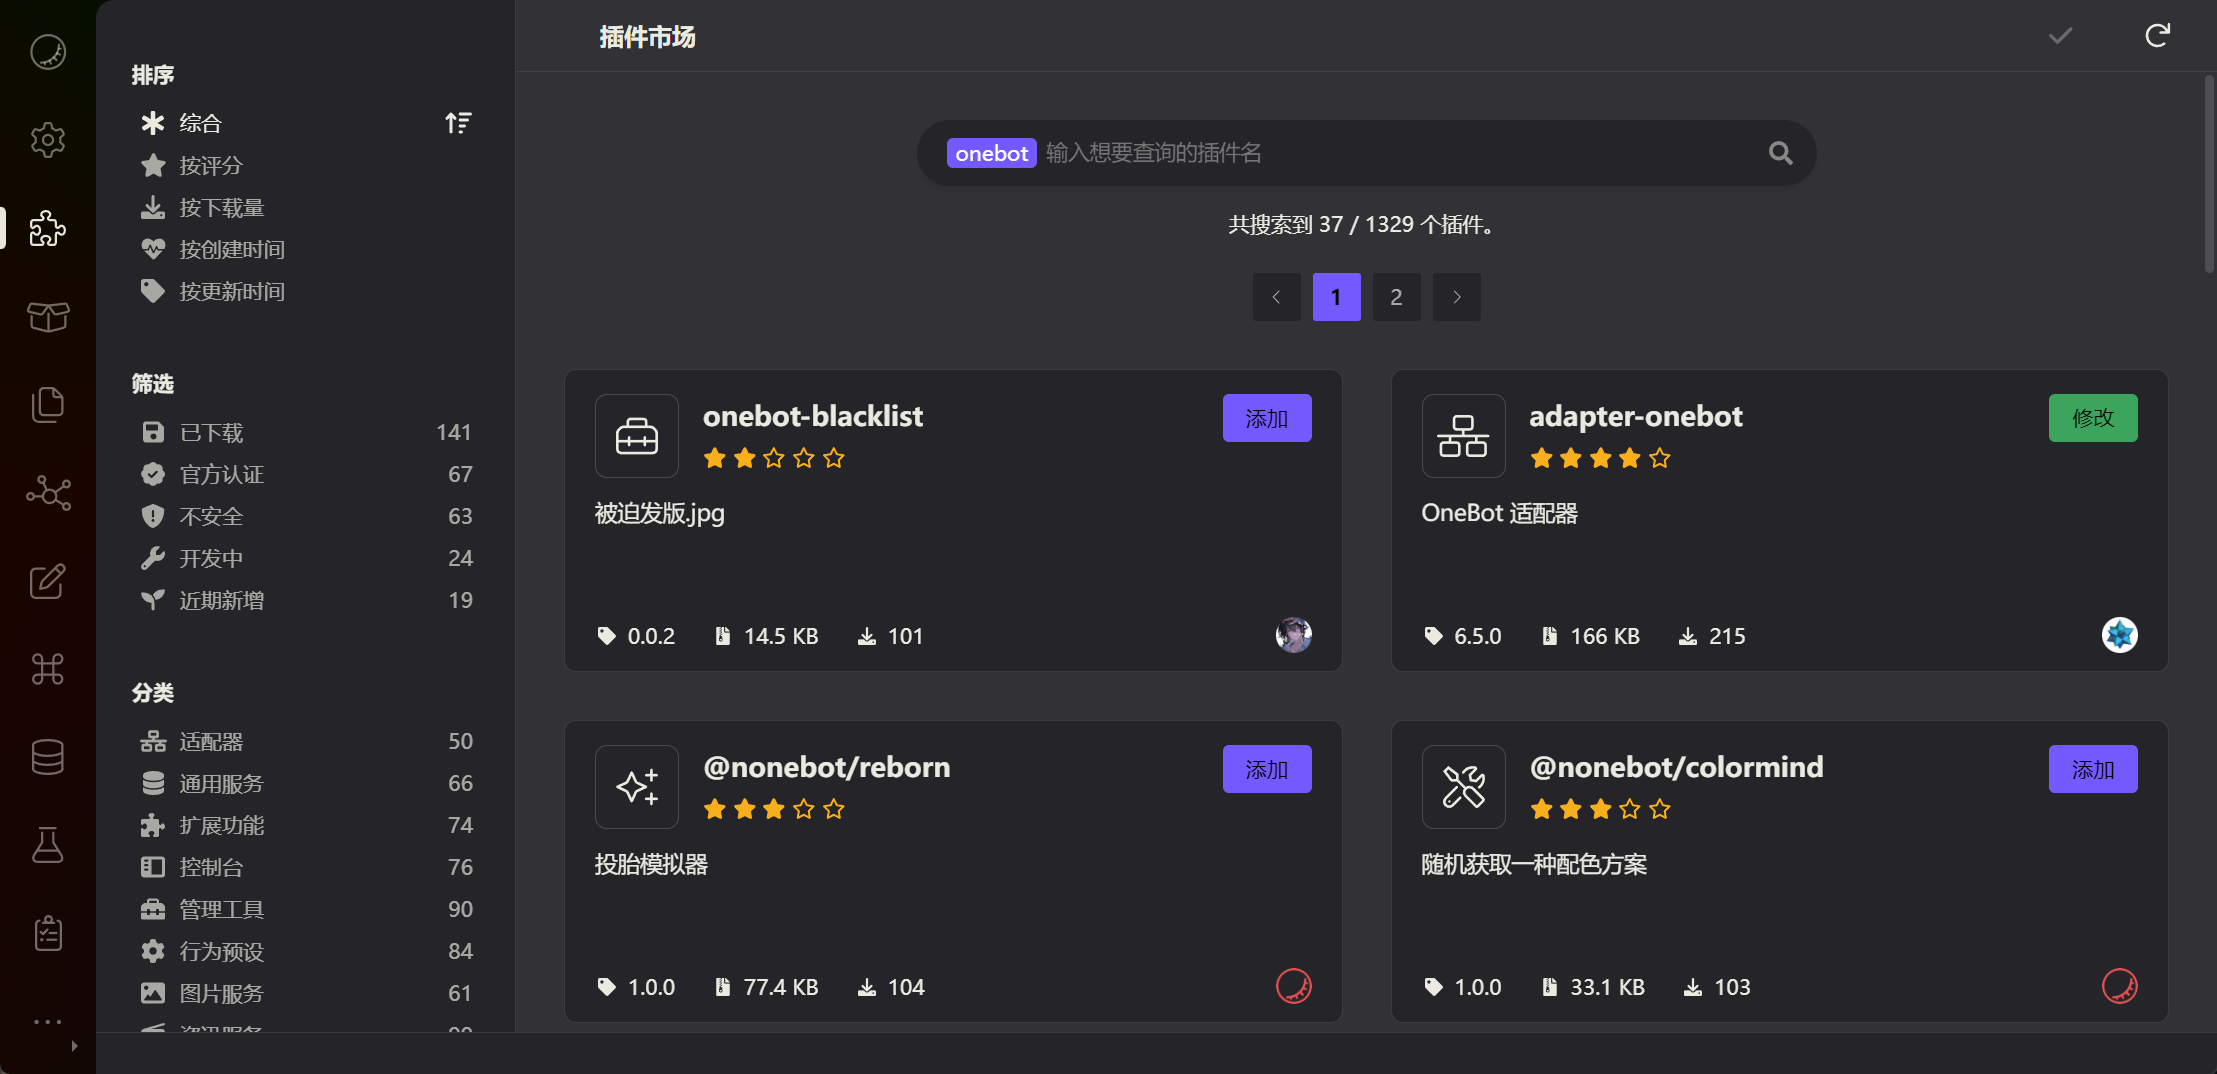 插件市场
排序
综合
按评分
按下载量
按创建时间
按更新时间
筛选
已下载 141
官方认证 67
不安全 63
开发中 24
近期新增 19
分类
适配器 50
通用服务 66
扩展功能 74
控制台 76
管理工具 90
行为预设 84
图片服务 61
onebot 输入想要查询的插件名
共搜索到 37 / 1329 个插件。
1 2
onebot-blacklist 添加
被迫发版.jpg
0.0.2 14.5 KB 101
adapter-onebot 修改
OneBot 适配器
6.5.0 166 KB 215
@nonebot/reborn 添加
投胎模拟器
1.0.0 77.4 KB 104
@nonebot/colormind 添加
随机获取一种配色方案
1.0.0 33.1 KB 103